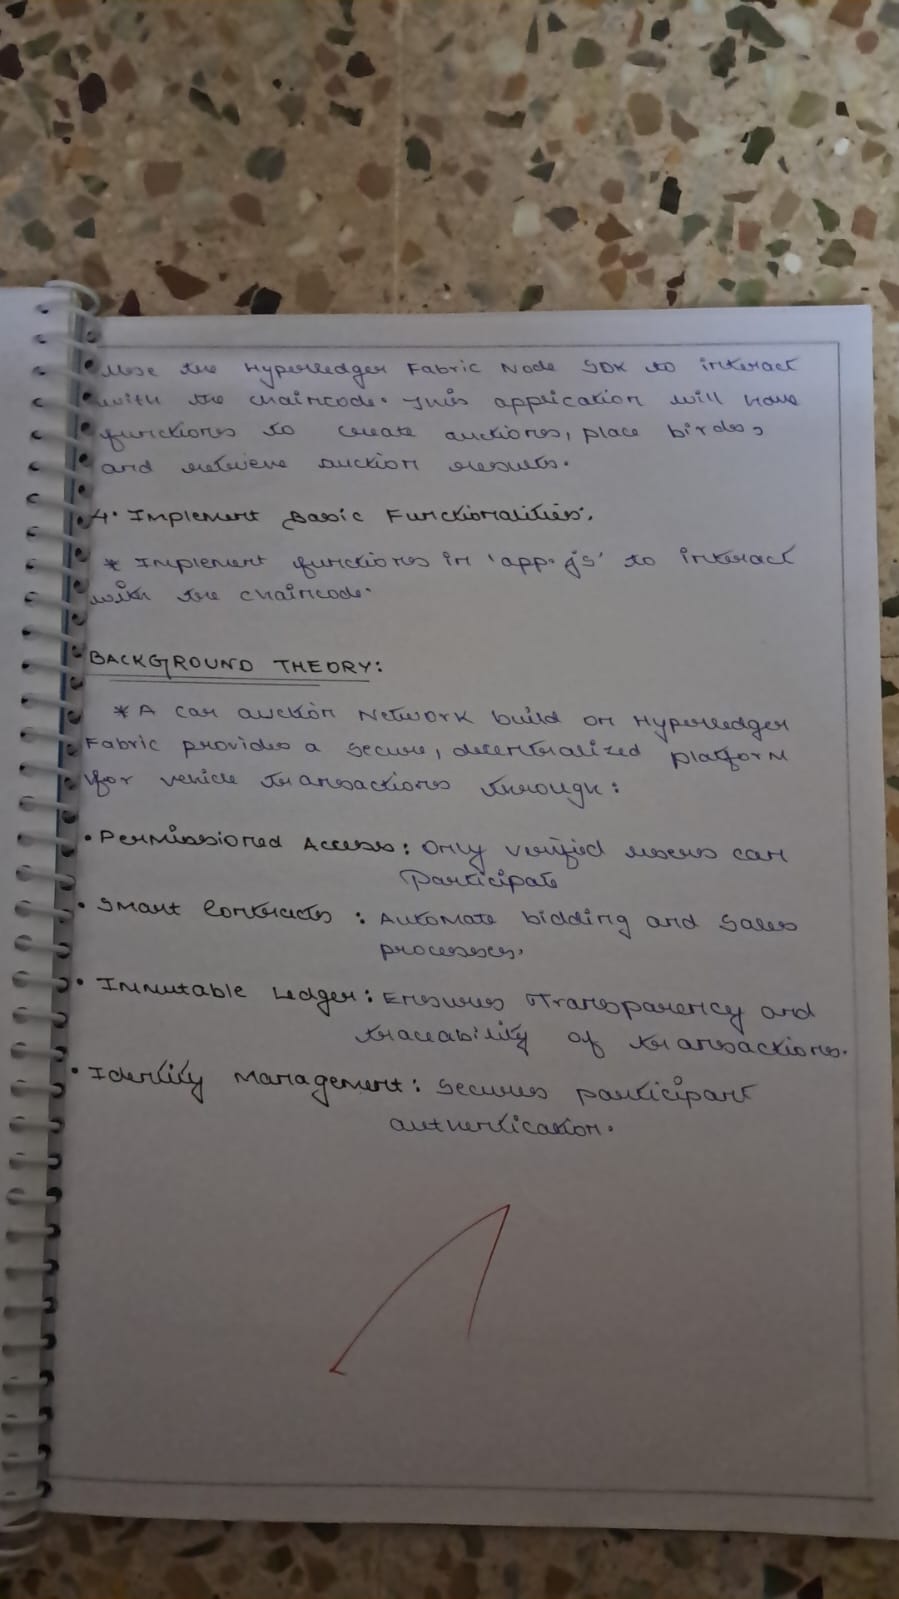 Use the Hyperledger Fabric Node SDK to interact
with the chaincode. This application will have
functions to create auctions, place birds,
and retrieve auction results.
4. Implement Basic Functionalities.
* Implement functions in 'app.js' to interact
with the chaincode.
BACKGROUND THEORY:
* A car auction Network build on Hyperledger
Fabric provides a secure, decentralized platform
for vehicle transactions through:
• Permissioned Access: Only verified users can
Participate
• Smart Contracts : Automate bidding and sales
processes.
• Immutable Ledger: Ensures Transparency and
traceability of transactions.
• Identity Management: Secures participant
authentication.